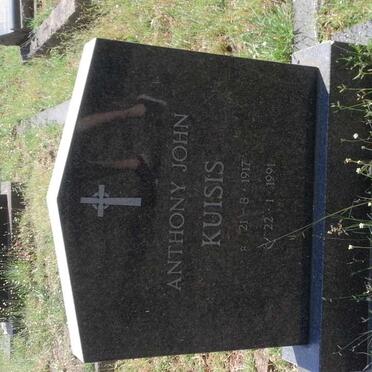 ANTHONY JOHN
KUISIS
B 21 - 8 - 1917
D 22 - 1 - 1991